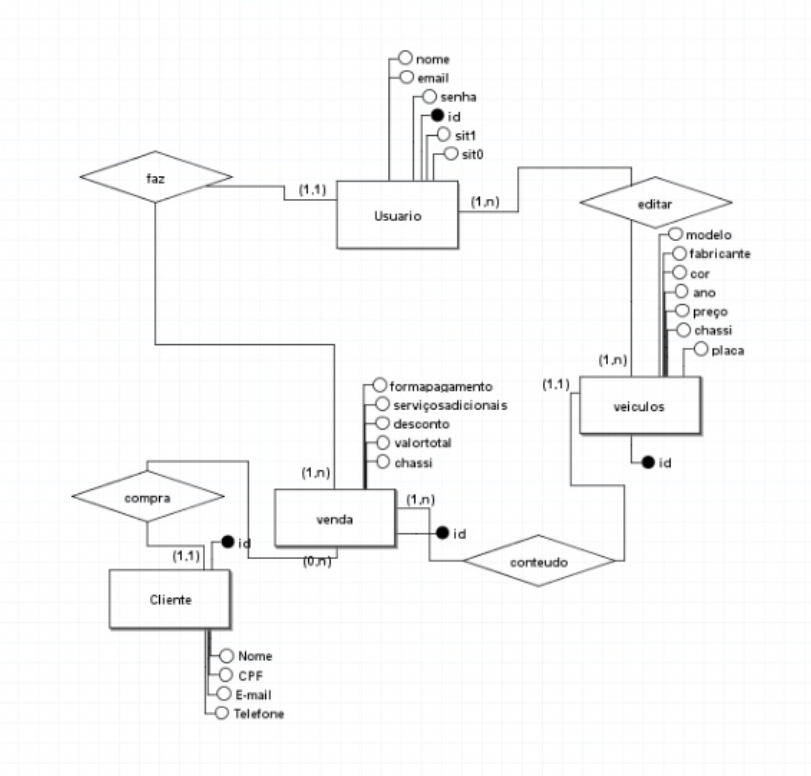 nome
email
senha
id
sit1
sit0
faz
(1,1)
Usuario
(1,n)
editar
modelo
fabricante
cor
ano
preço
chassi
placa
(1,n)
(1,1)
veiculos
id
formapagamento
serviçosadicionais
desconto
valortotal
chassi
(1,n)
(1,n)
venda
id
compra
conteudo
id
(1,1)
(0,n)
Cliente
Nome
CPF
E-mail
Telefone